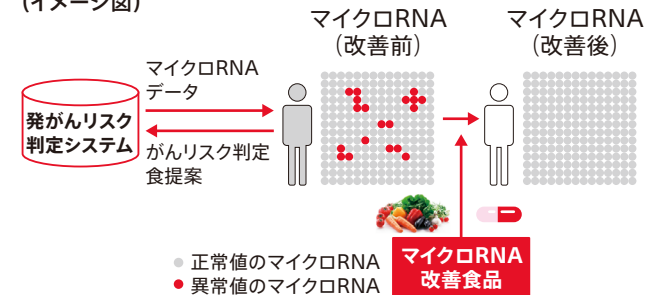 (イメージ図)
マイクロRNA
(改善前)
マイクロRNA
(改善後)
マイクロRNA
データ
発がんリスク
判定システム
がんリスク判定
食提案
正常値のマイクロRNA
異常値のマイクロRNA
マイクロRNA
改善食品